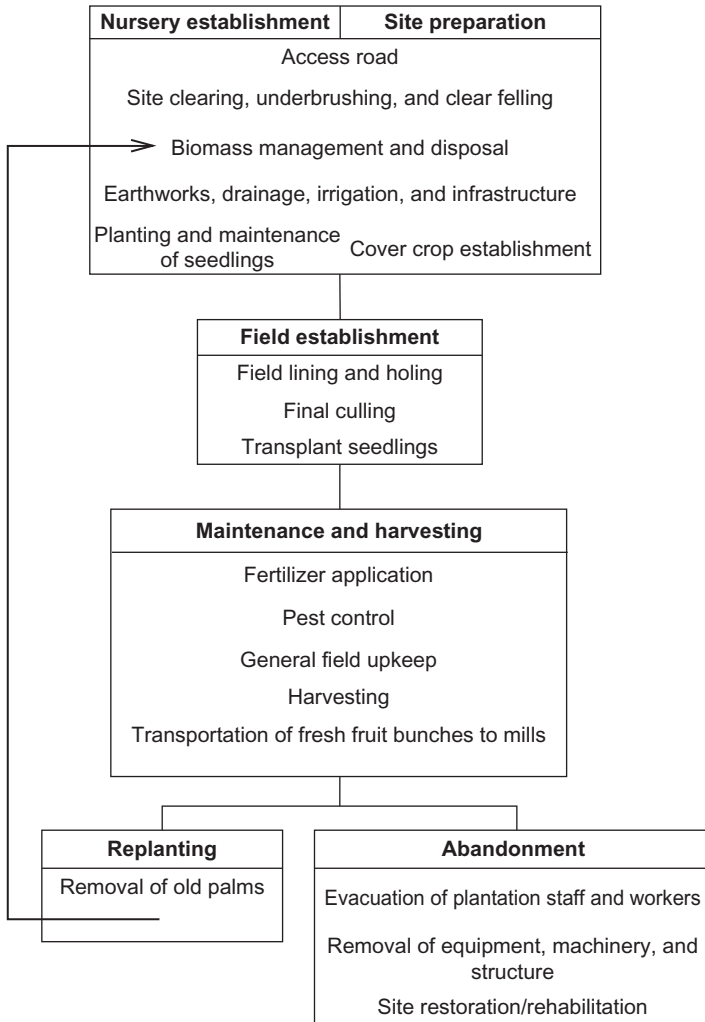 Nursery establishment
Site preparation
Access road
Site clearing, underbrushing, and clear felling
Biomass management and disposal
Earthworks, drainage, irrigation, and infrastructure
Planting and maintenance
of seedlings
Cover crop establishment
Field establishment
Field lining and holing
Final culling
Transplant seedlings
Maintenance and harvesting
Fertilizer application
Pest control
General field upkeep
Harvesting
Transportation of fresh fruit bunches to mills
Replanting
Removal of old palms
Abandonment
Evacuation of plantation staff and workers
Removal of equipment, machinery, and
structure
Site restoration/rehabilitation